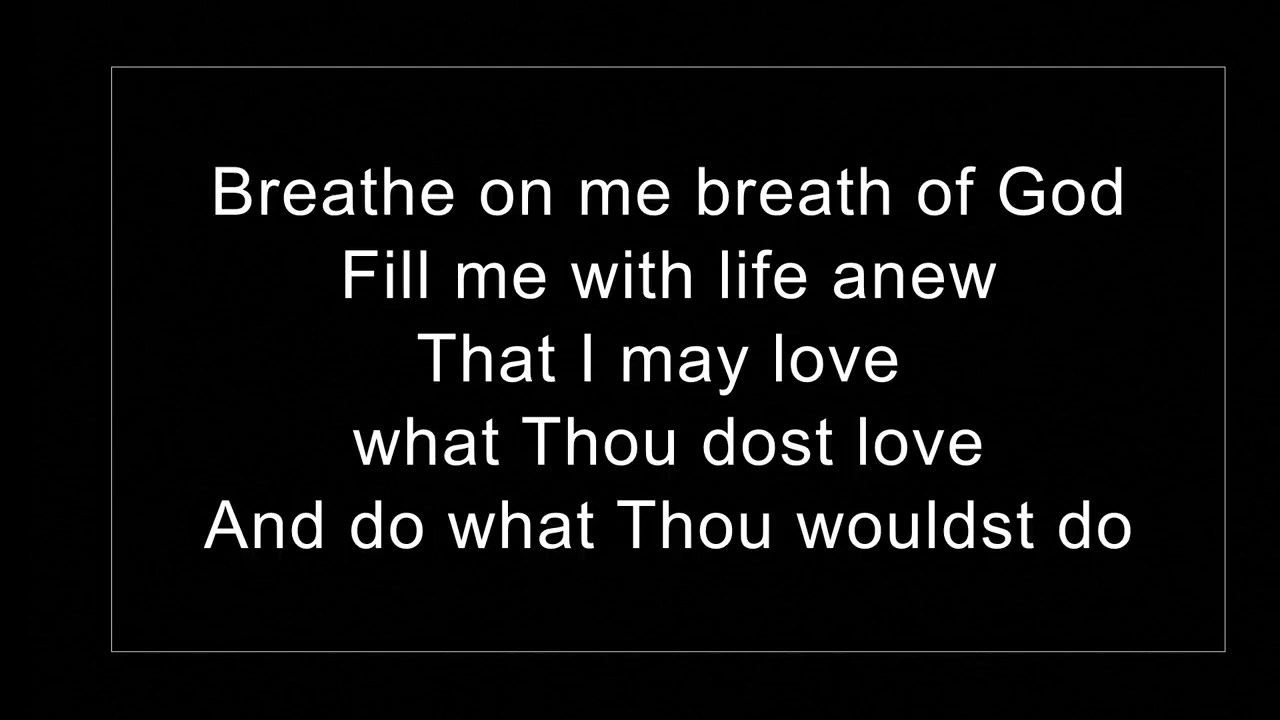 Breathe on me breath of God
Fill me with life anew
That I may love
what Thou dost love
And do what Thou wouldst do